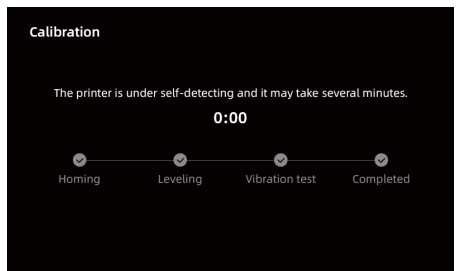 Calibration
The printer is under self-detecting and it may take several minutes.
0:00
Homing Leveling Vibration test Completed